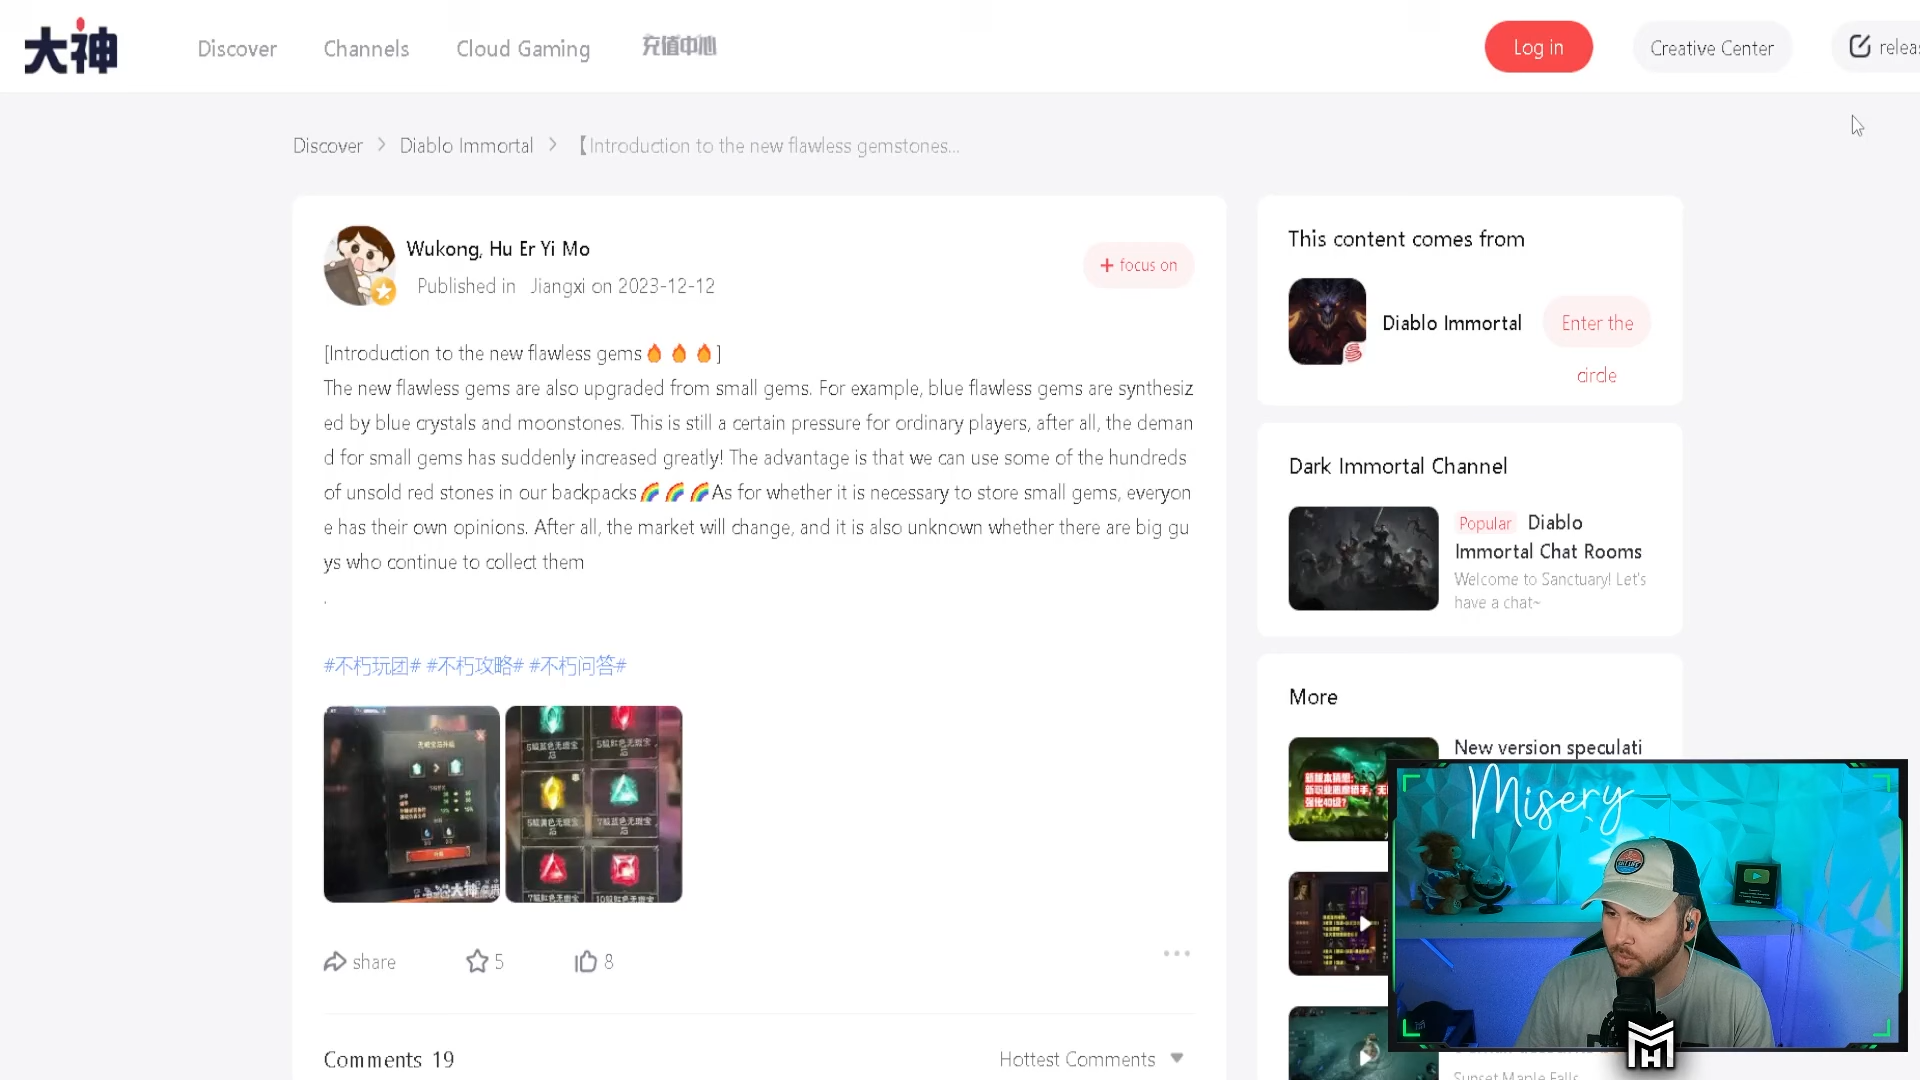 大神
Discover
Channels
Cloud Gaming
充值中心
Log in
Creative Center
releas
Discover > Diablo Immortal > 【Introduction to the new flawless gemstones...
Wukong, Hu Er Yi Mo
Published in Jiangxi on 2023-12-12
+ focus on
[Introduction to the new flawless gems🔥🔥🔥]
The new flawless gems are also upgraded from small gems. For example, blue flawless gems are synthesiz
ed by blue crystals and moonstones. This is still a certain pressure for ordinary players, after all, the deman
d for small gems has suddenly increased greatly! The advantage is that we can use some of the hundreds
of unsold red stones in our backpacks🌈🌈🌈As for whether it is necessary to store small gems, everyon
e has their own opinions. After all, the market will change, and it is also unknown whether there are big gu
ys who continue to collect them
.
#不朽玩团# #不朽攻略# #不朽问答#
share
5
8
Comments 19
Hottest Comments
This content comes from
Diablo Immortal
Enter the
circle
Dark Immortal Channel
Popular Diablo
Immortal Chat Rooms
Welcome to Sanctuary! Let's
have a chat~
More
New version speculati
Misery
Sunset Maple Falls